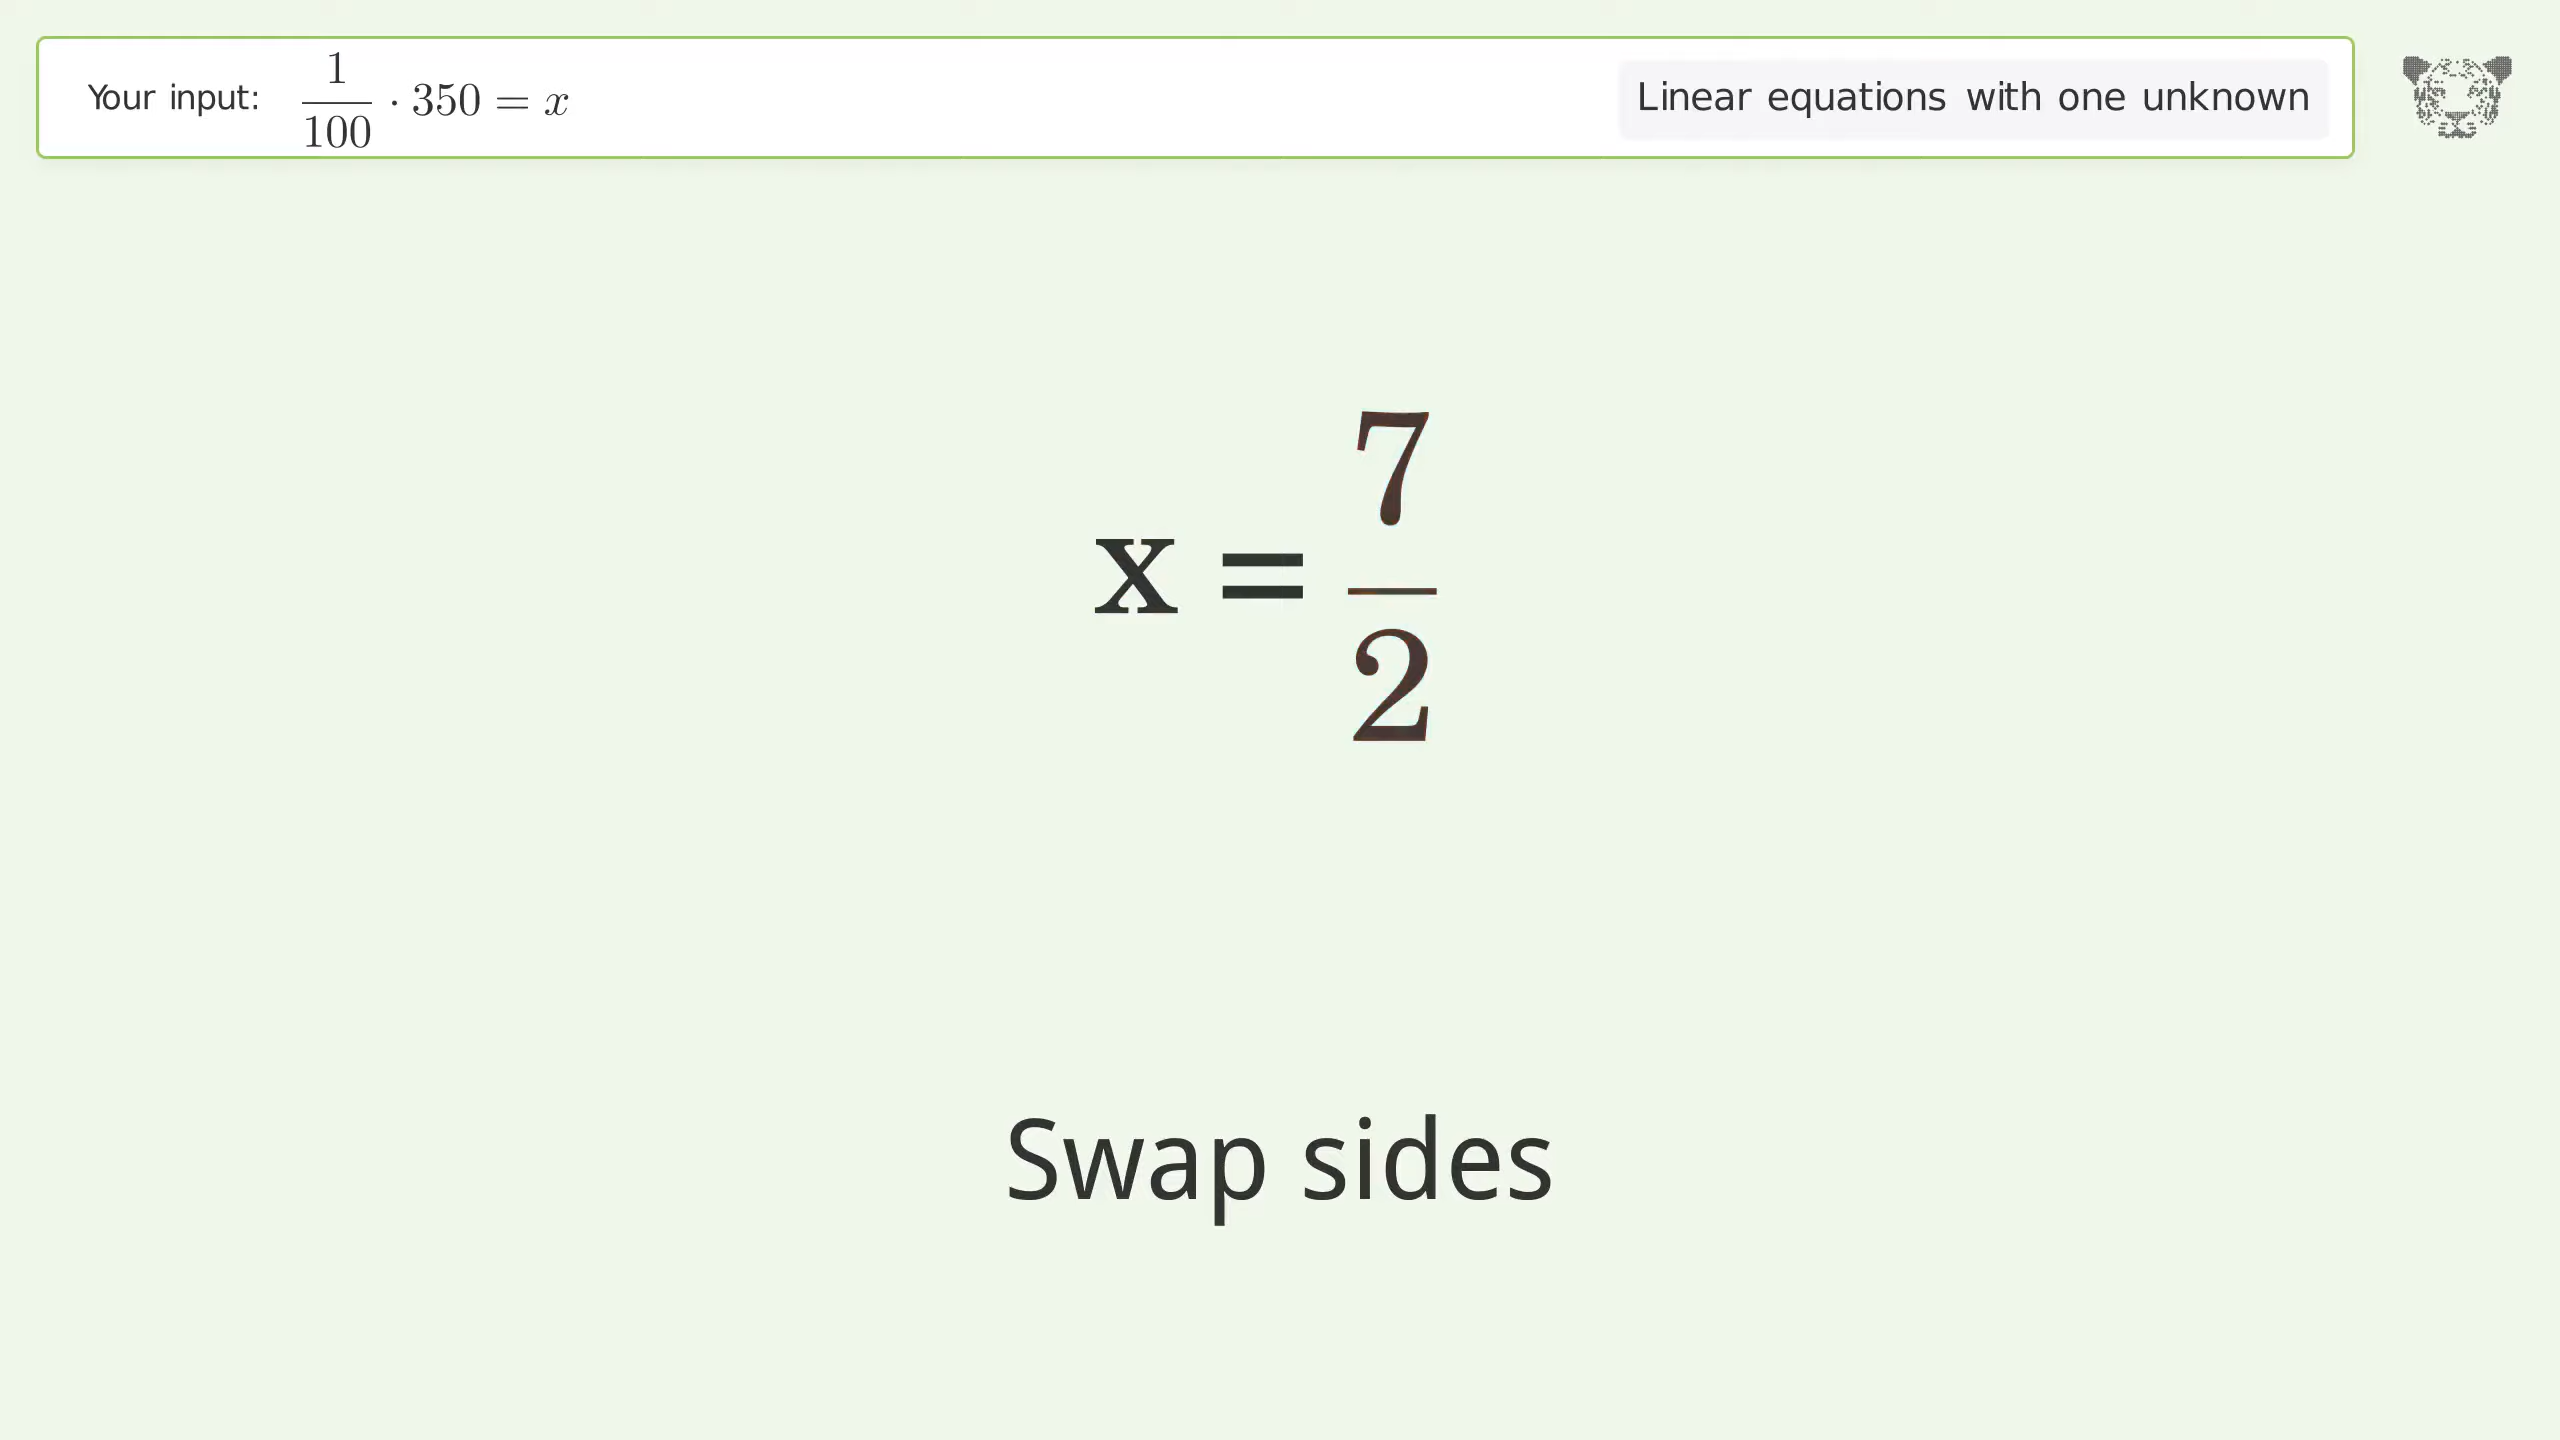 Your input: 1/100 · 350 = x
Linear equations with one unknown
x = 7/2
Swap sides